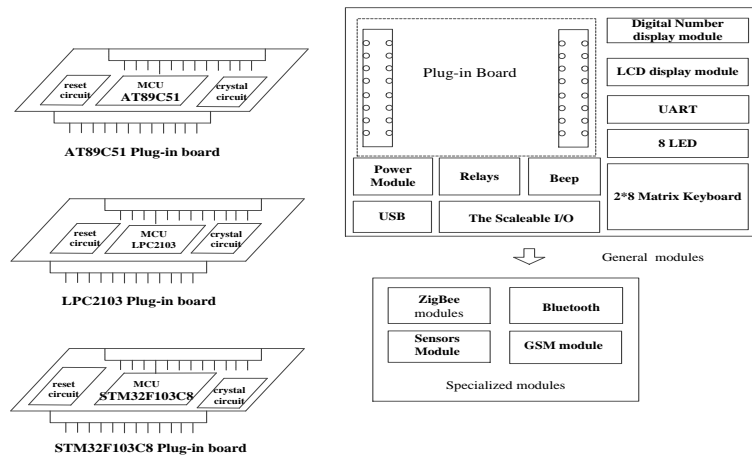 reset
circuit
MCU
AT89C51
crystal
circuit
AT89C51 Plug-in board
reset
circuit
MCU
LPC2103
crystal
circuit
LPC2103 Plug-in board
reset
circuit
MCU
STM32F103C8
crystal
circuit
STM32F103C8 Plug-in board
Plug-in Board
Digital Number
display module
LCD display module
UART
8 LED
2*8 Matrix Keyboard
Power
Module
Relays
Beep
USB
The Scaleable I/O
General modules
ZigBee
modules
Bluetooth
Sensors
Module
GSM module
Specialized modules